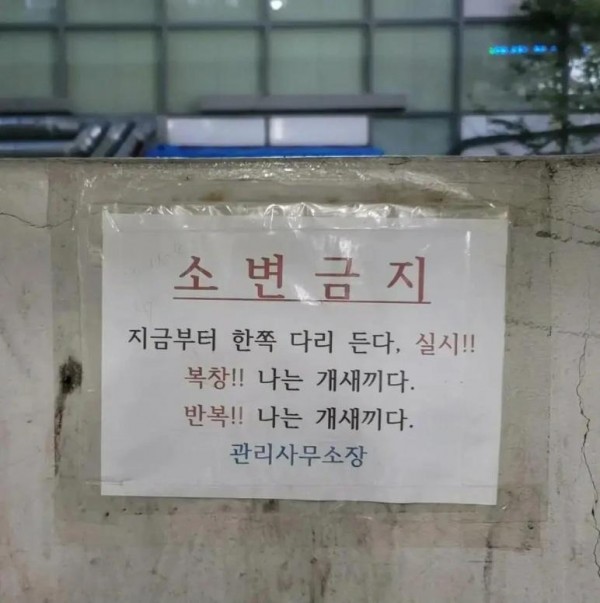 소변금지
지금부터 한쪽 다리 든다, 실시!!
복창!! 나는 개새끼다.
반복!! 나는 개새끼다.
관리사무소장